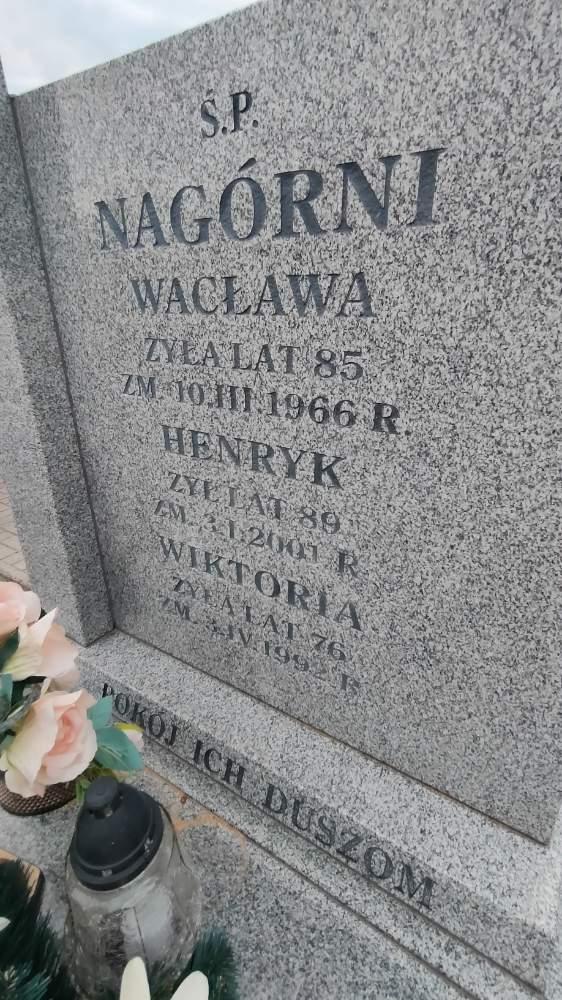 Ś.P.
NAGÓRNI
WACŁAWA
ŻYŁA LAT 85
ZM. 10.III.1966 R.
HENRYK
ŻYŁ LAT 89
ZM. 3.I.2001 R.
WIKTORIA
ŻYŁA LAT 76
ZM. 3.IV.1992 R.
POKÓJ ICH DUSZOM